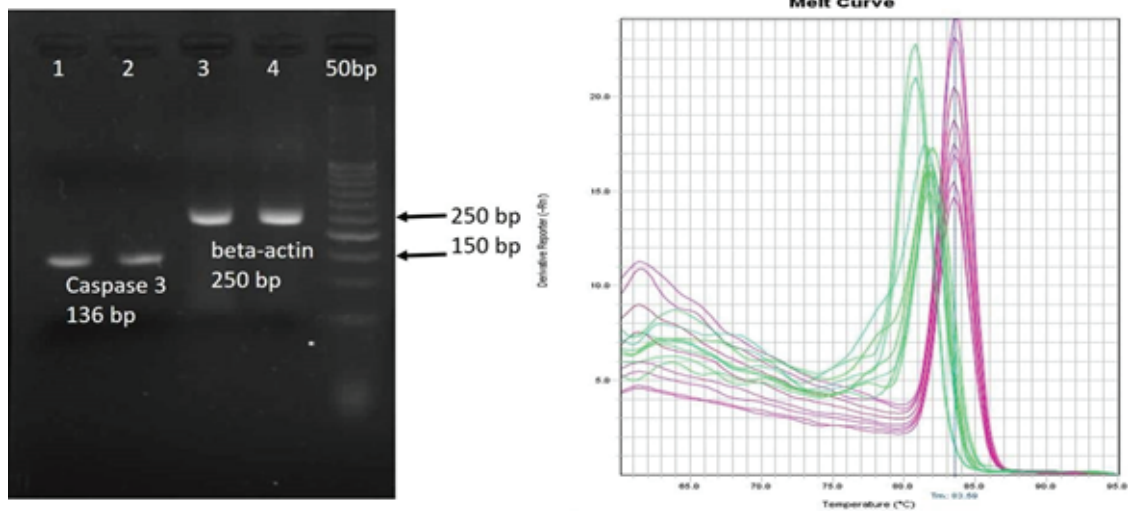 1 2 3 4 50bp
250 bp
150 bp
beta-actin
250 bp
Caspase 3
136 bp
Melt Curve
Derivative Reporter (-Rn)
20.0
15.0
10.0
5.0
65.0 70.0 75.0 80.0 85.0 90.0 95.0
Tm: 83.59
Temperature (°C)